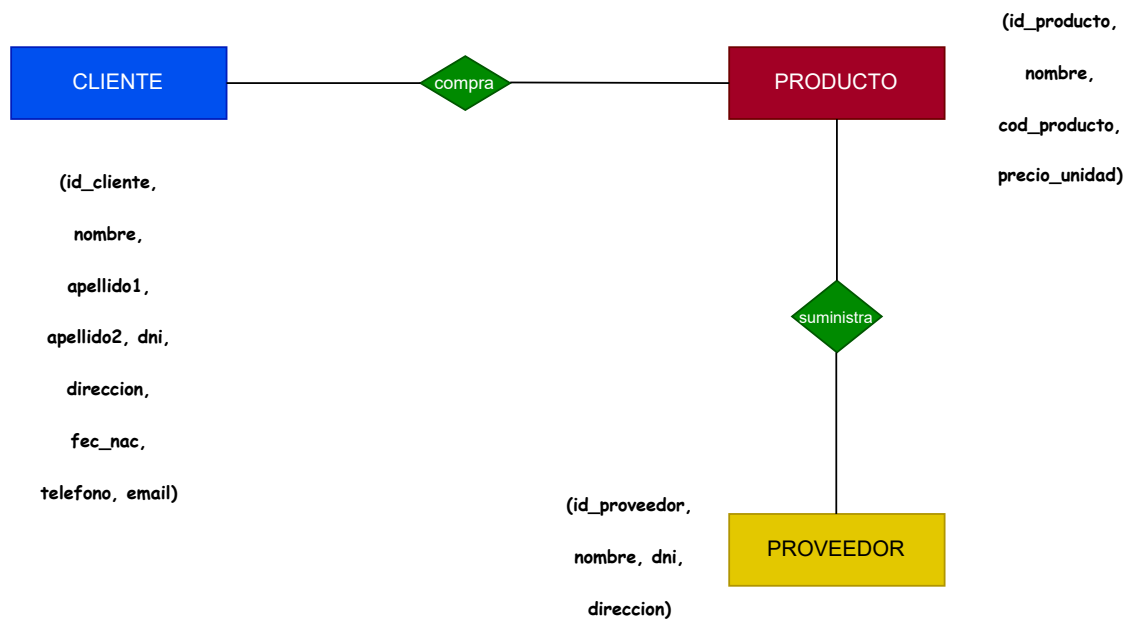 CLIENTE
compra
PRODUCTO
(id_producto,
nombre,
cod_producto,
precio_unidad)
(id_cliente,
nombre,
apellido1,
apellido2, dni,
direccion,
fec_nac,
telefono, email)
suministra
(id_proveedor,
nombre, dni,
direccion)
PROVEEDOR